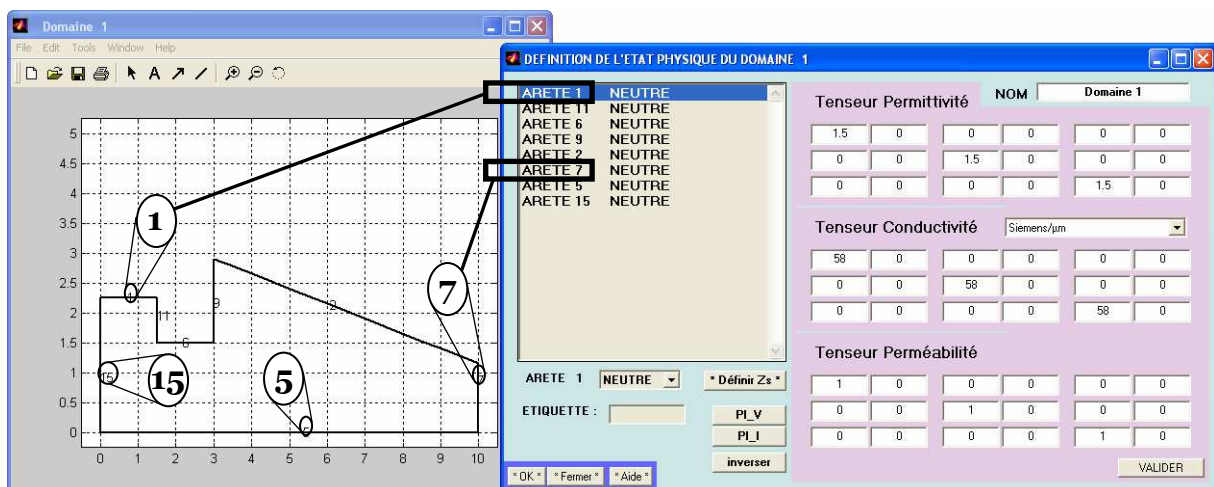 Domaine 1
File Edit Tools Window Help
A
5
4.5
4
3.5
3
2.5
2
1.5
1
0.5
0
0 1 2 3 4 5 6 7 8 9 10
1
11
6
9
2
15
5
1
7
15
5
DEFINITION DE L'ETAT PHYSIQUE DU DOMAINE 1
ARETE 1 NEUTRE
ARETE 11 NEUTRE
ARETE 6 NEUTRE
ARETE 9 NEUTRE
ARETE 2 NEUTRE
ARETE 7 NEUTRE
ARETE 5 NEUTRE
ARETE 15 NEUTRE
ARETE 1 NEUTRE * Définir Zs *
ETIQUETTE :
PI_V
PI_I
inverser
* OK * * Fermer * * Aide *
Tenseur Permittivité NOM Domaine 1
1.5 0 0 0 0 0
0 0 1.5 0 0 0
0 0 0 0 1.5 0
Tenseur Conductivité Siemens/µm
58 0 0 0 0 0
0 0 58 0 0 0
0 0 0 0 58 0
Tenseur Perméabilité
1 0 0 0 0 0
0 0 1 0 0 0
0 0 0 0 1 0
VALIDER